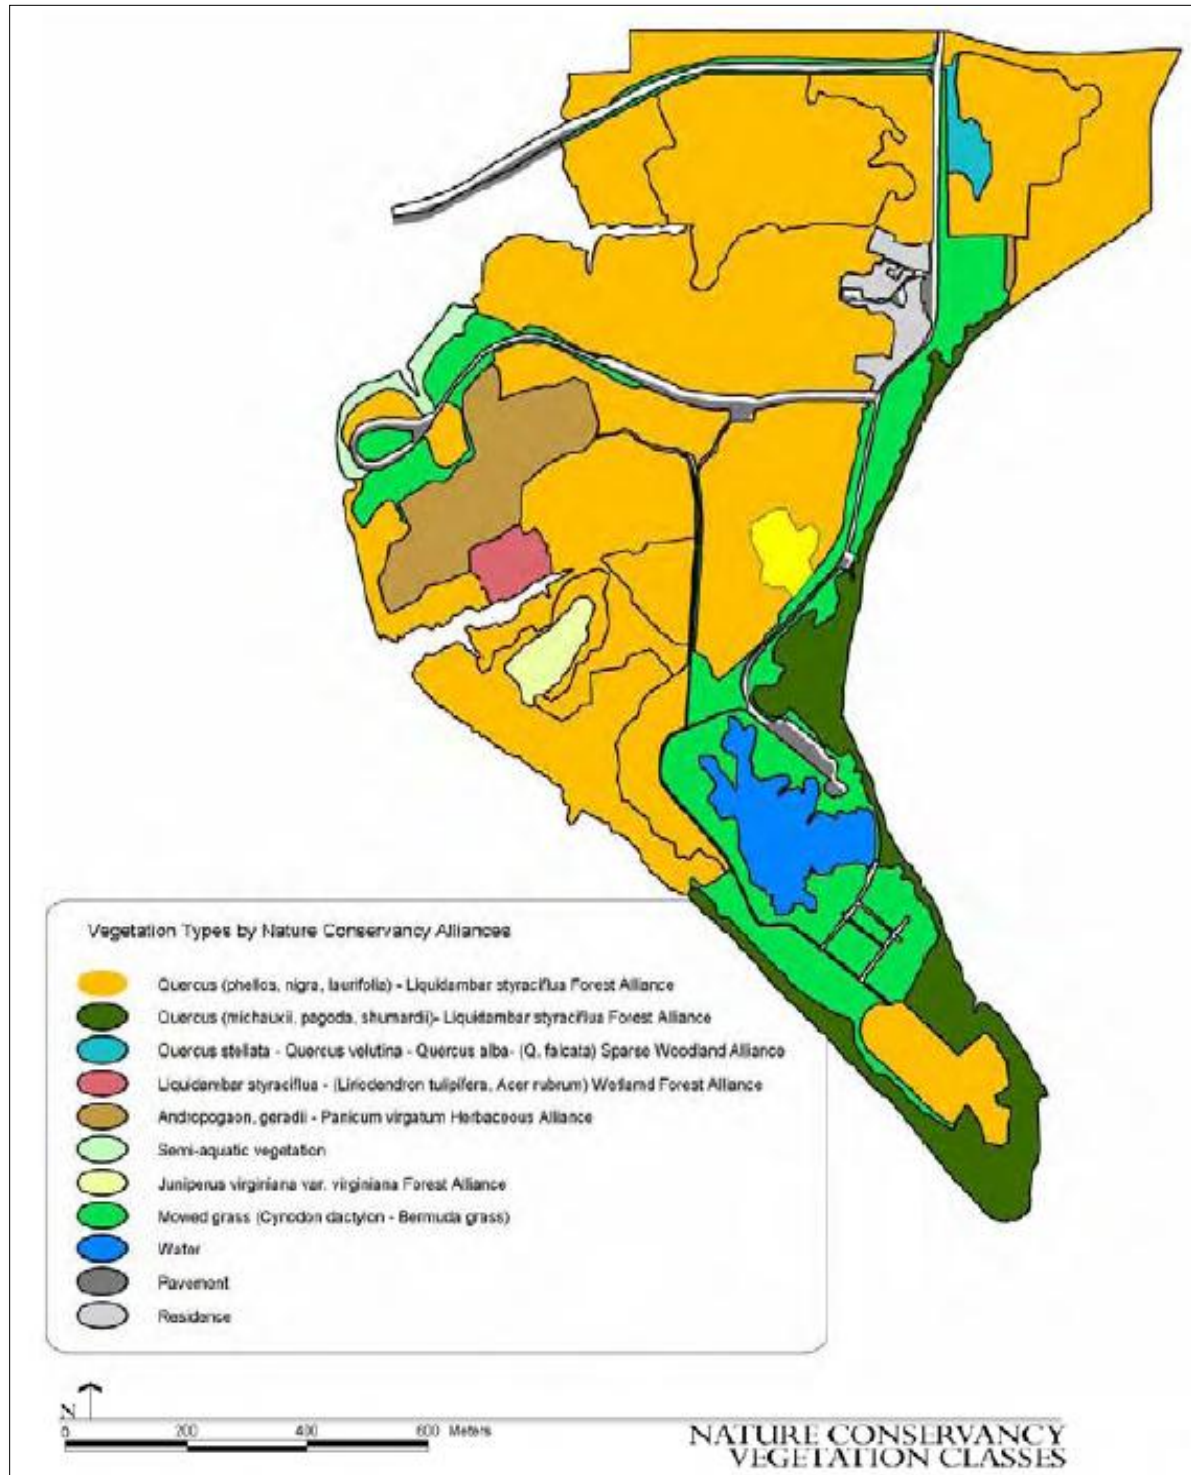 Vegetation Types by Nature Conservancy Alliances
Quercus (phellos, nigra, laurifolia) - Liquidambar styraciflua Forest Alliance
Quercus (michauxii, pagoda, shumardii)- Liquidambar styraciflua Forest Alliance
Quercus stellata - Quercus velutina - Quercus alba- (Q. falcata) Sparse Woodland Alliance
Liquidambar styraciflua - (Liriodendron tulipifera, Acer rubrum) Wetland Forest Alliance
Andropogaon, geradii - Panicum virgatum Herbaceous Alliance
Semi-aquatic vegetation
Juniperus virginiana var. virginiana Forest Alliance
Mowed grass (Cynodon dactylon - Bermuda grass)
Water
Pavement
Residence
N
0 200 400 600 Meters
NATURE CONSERVANCY
VEGETATION CLASSES